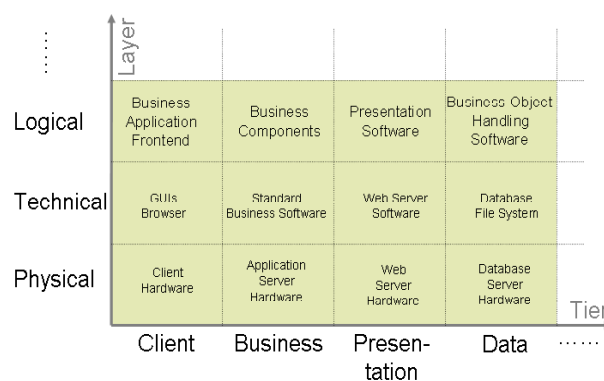 Layer
Logical
Business
Application
Frontend
Business
Components
Presentation
Software
Business Object
Handling
Software
Technical
GUIs
Browser
Standard
Business Software
Web Server
Software
Database
File System
Physical
Client
Hardware
Application
Server
Hardware
Web
Server
Hardware
Database
Server
Hardware
Tier
Client
Business
Presen-
tation
Data